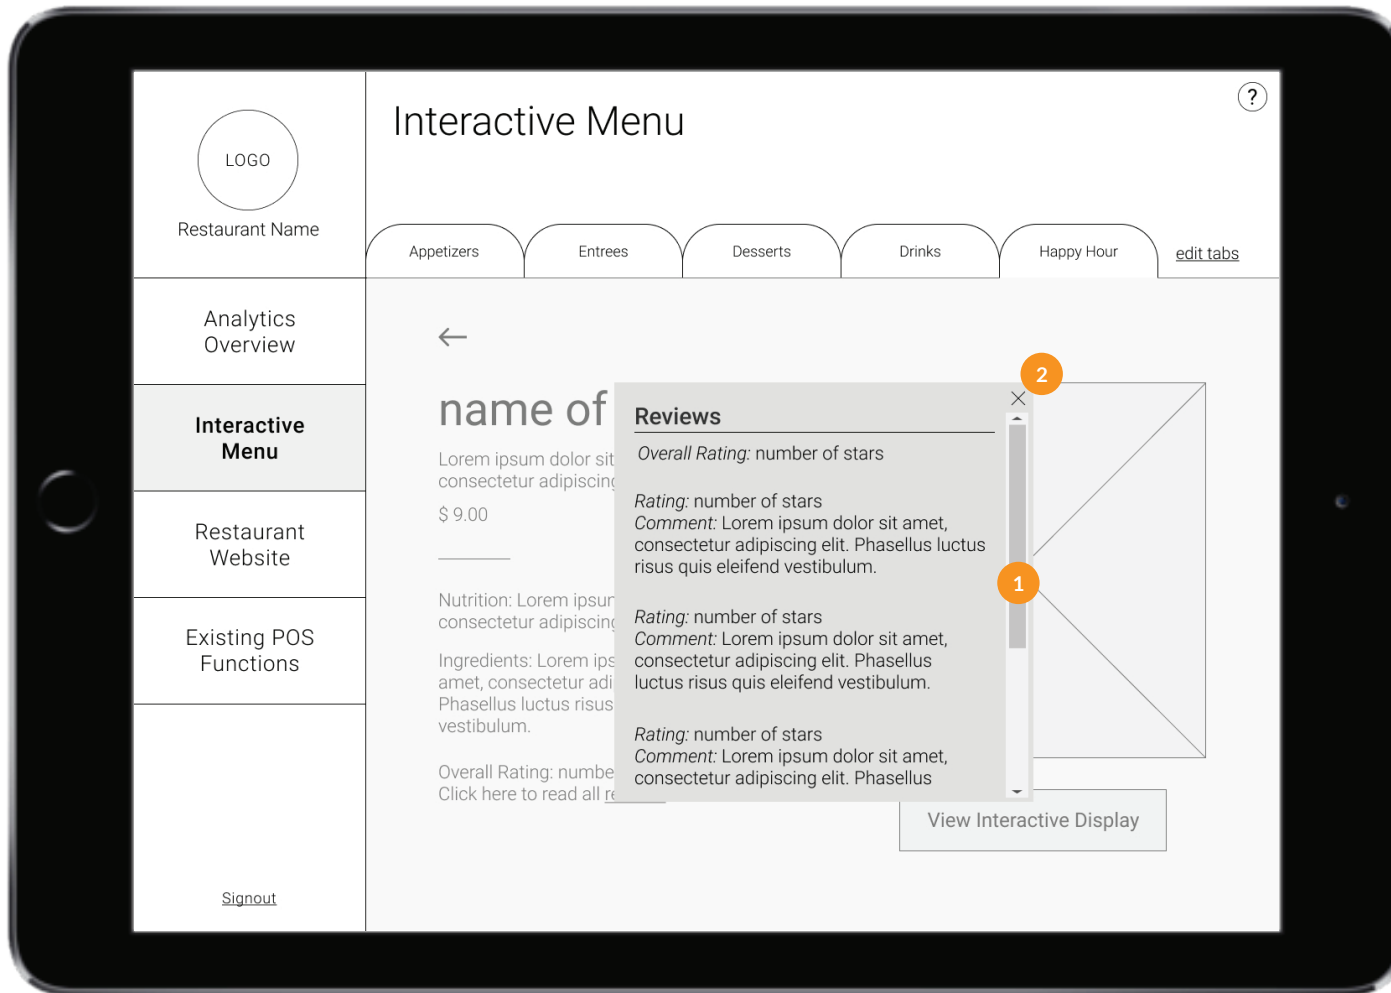 LOGO
Restaurant Name
Analytics
Overview
Interactive
Menu
Restaurant
Website
Existing POS
Functions
Signout
Interactive Menu
?
Appetizers
Entrees
Desserts
Drinks
Happy Hour
edit tabs
name of
Lorem ipsum dolor sit
consectetur adipiscing
$ 9.00
Nutrition: Lorem ipsum
consectetur adipiscing
Ingredients: Lorem ips
amet, consectetur adi
Phasellus luctus risus
vestibulum.
Overall Rating: numbe
Click here to read all re
2
Reviews
Overall Rating: number of stars
Rating: number of stars
Comment: Lorem ipsum dolor sit amet,
consectetur adipiscing elit. Phasellus luctus
risus quis eleifend vestibulum.
1
Rating: number of stars
Comment: Lorem ipsum dolor sit amet,
consectetur adipiscing elit. Phasellus
luctus risus quis eleifend vestibulum.
Rating: number of stars
Comment: Lorem ipsum dolor sit amet,
consectetur adipiscing elit. Phasellus
View Interactive Display